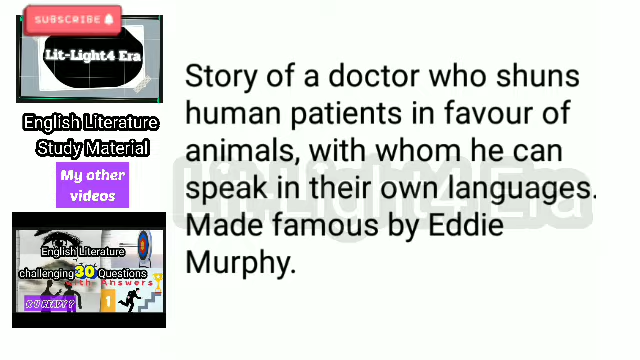 SUBSCRIBE
Lit-Light4 Era
English Literature
Study Material
My other
videos
English Literature
challenging 30 Questions
with Answers
R U READY ?
1
Story of a doctor who shuns
human patients in favour of
animals, with whom he can
speak in their own languages.
Made famous by Eddie
Murphy.
Lit-Light4 Era